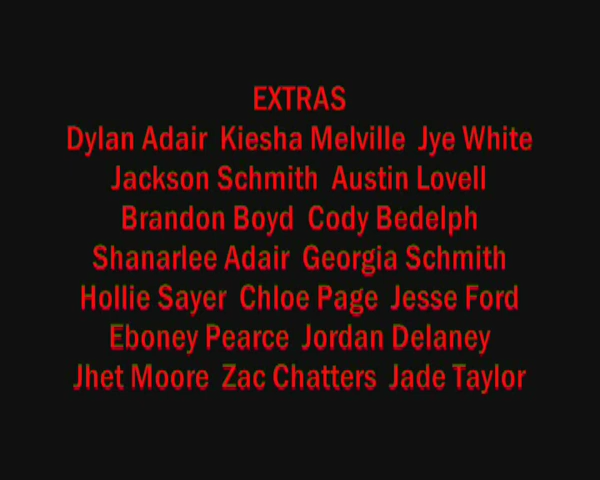 EXTRAS
Dylan Adair Kiesha Melville Jye White
Jackson Schmith Austin Lovell
Brandon Boyd Cody Bedelph
Shanarlee Adair Georgia Schmith
Hollie Sayer Chloe Page Jesse Ford
Eboney Pearce Jordan Delaney
Jhet Moore Zac Chatters Jade Taylor